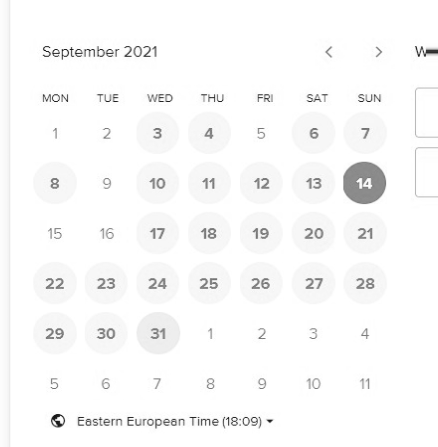 September 2021 < >
MON TUE WED THU FRI SAT SUN
1 2 3 4 5 6 7
8 9 10 11 12 13 14
15 16 17 18 19 20 21
22 23 24 25 26 27 28
29 30 31 1 2 3 4
5 6 7 8 9 10 11
Eastern European Time (18:09)